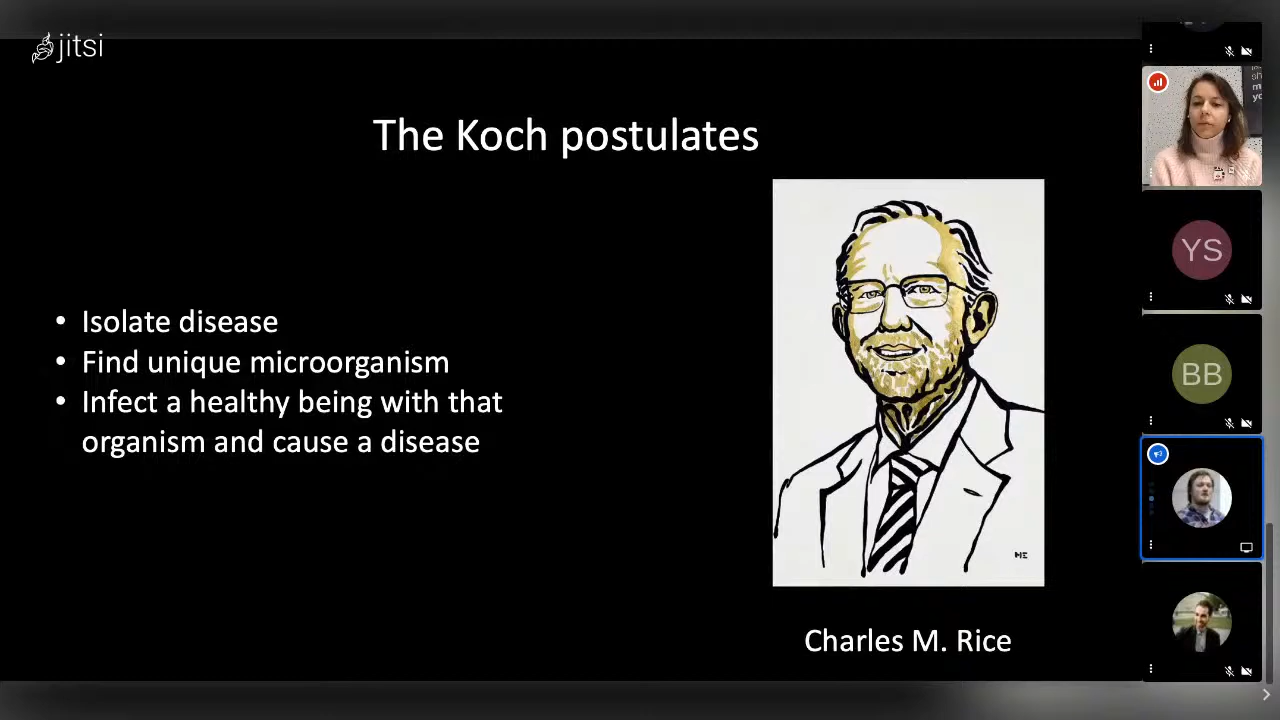 jitsi
The Koch postulates
• Isolate disease
• Find unique microorganism
• Infect a healthy being with that
organism and cause a disease
Charles M. Rice
YS
BB